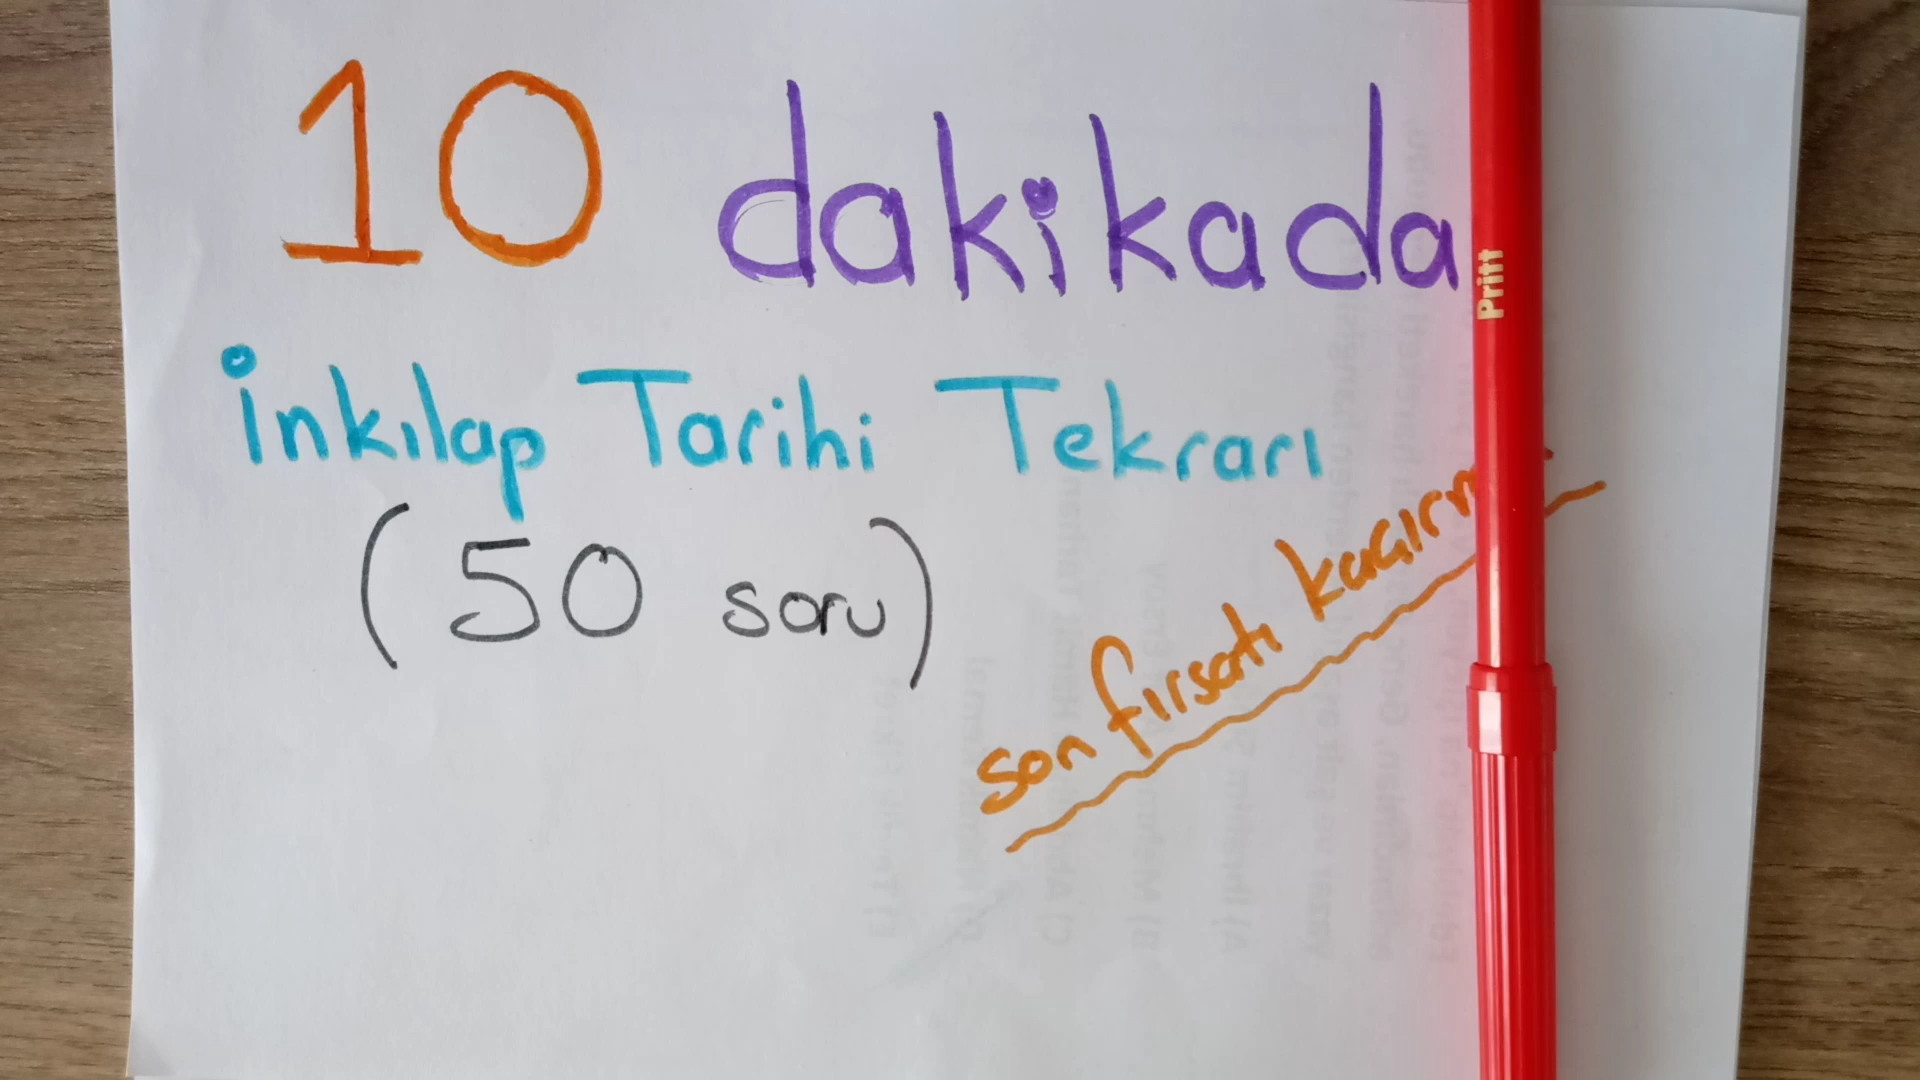 10 dakikada
İnkılap Tarihi Tekrarı
(50 soru)
son fırsatı
Pritt